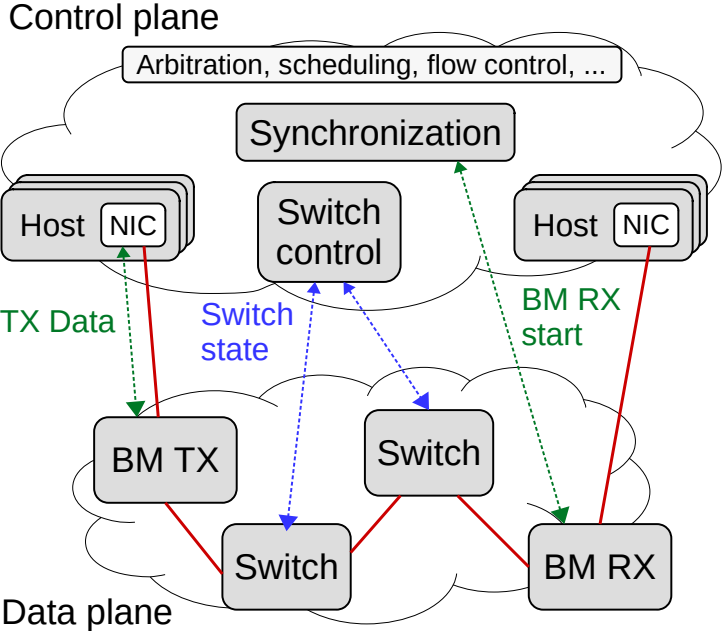 Control plane
Arbitration, scheduling, flow control, ...
Synchronization
Host
NIC
Switch
control
Host
NIC
TX Data
Switch
state
BM RX
start
BM TX
Switch
Switch
BM RX
Data plane